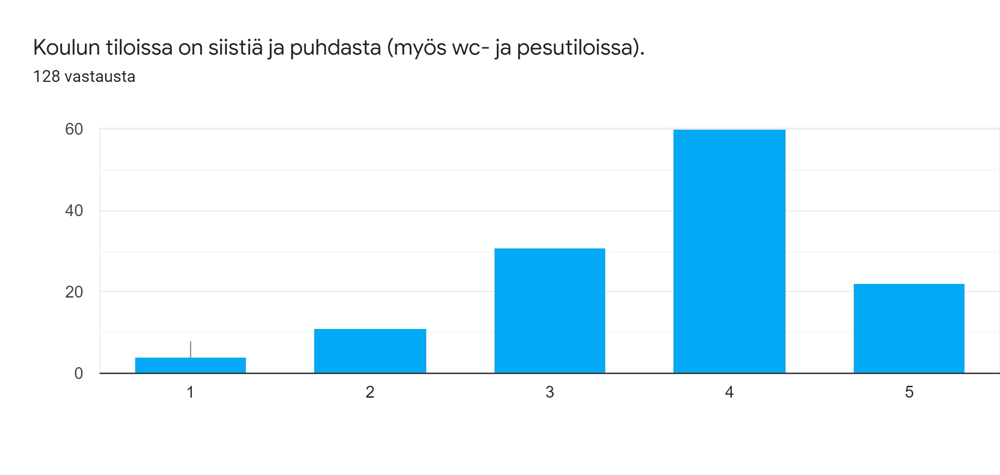 Koulun tiloissa on siistiä ja puhdasta (myös wc- ja pesutiloissa).
128 vastausta
60
40
20
0
1 2 3 4 5